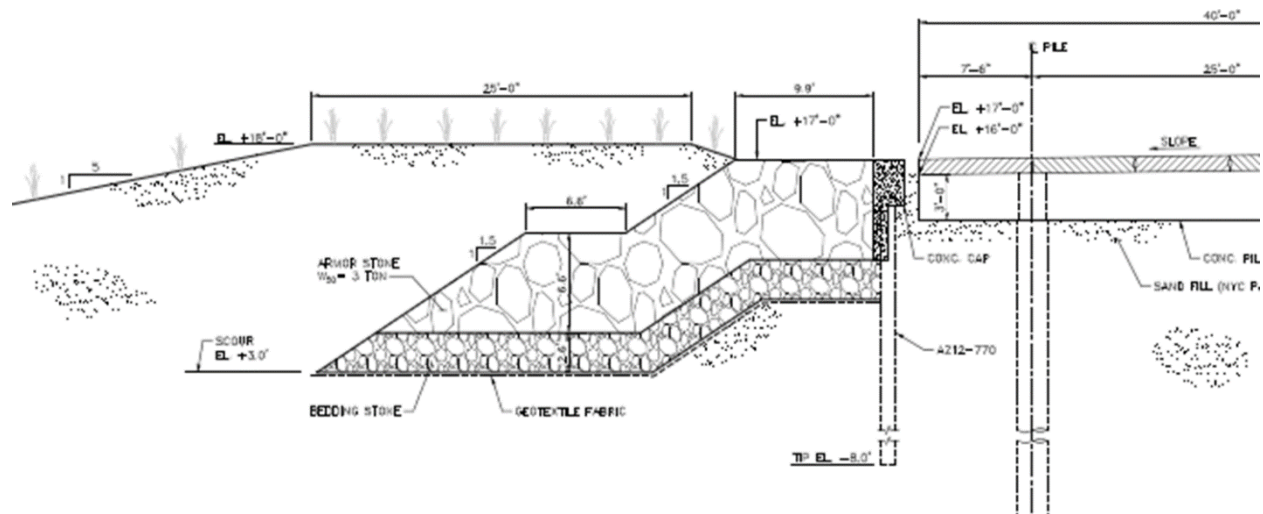 40'-0"
℄ PILE
25'-0"
9.9'
7'-6"
25'-0"
EL. +18'-0"
EL. +17'-0"
EL. +17'-0"
EL. +16'-0"
SLOPE
5
1
1.5
1
6.6'
3'-0"
1.5
1
ARMOR STONE
W50= 3 TON
6.6'
CONC. CAP
CONC. PIL
SAND FILL (NYC P
SCOUR
EL. +3.0'
2.6'
AZ12-770
BEDDING STONE
GEOTEXTILE FABRIC
TIP EL. -8.0'